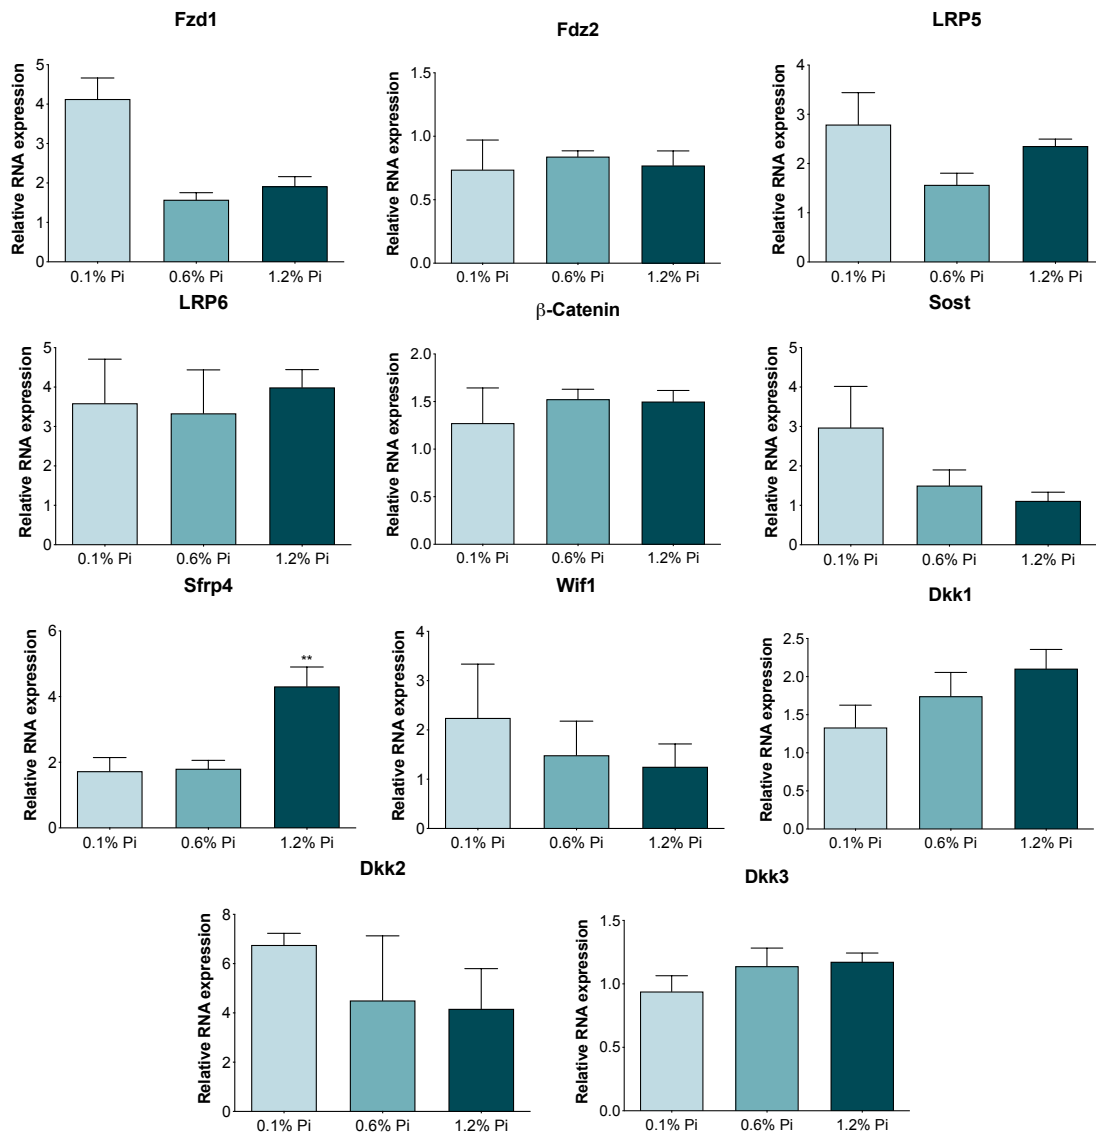 Fzd1
Fdz2
LRP5
Relative RNA expression
5
4
3
2
1
0
0.1% Pi 0.6% Pi 1.2% Pi
Relative RNA expression
1.5
1.0
0.5
0.0
0.1% Pi 0.6% Pi 1.2% Pi
Relative RNA expression
4
3
2
1
0
0.1% Pi 0.6% Pi 1.2% Pi
LRP6
β-Catenin
Sost
Relative RNA expression
5
4
3
2
1
0
0.1% Pi 0.6% Pi 1.2% Pi
Relative RNA expression
2.0
1.5
1.0
0.5
0.0
0.1% Pi 0.6% Pi 1.2% Pi
Relative RNA expression
5
4
3
2
1
0
0.1% Pi 0.6% Pi 1.2% Pi
Sfrp4
Wif1
Dkk1
Relative RNA expression
6
4
2
0
**
0.1% Pi 0.6% Pi 1.2% Pi
Relative RNA expression
4
3
2
1
0
0.1% Pi 0.6% Pi 1.2% Pi
Relative RNA expression
2.5
2.0
1.5
1.0
0.5
0.0
0.1% Pi 0.6% Pi 1.2% Pi
Dkk2
Dkk3
Relative RNA expression
8
6
4
2
0
0.1% Pi 0.6% Pi 1.2% Pi
Relative RNA expression
1.5
1.0
0.5
0.0
0.1% Pi 0.6% Pi 1.2% Pi